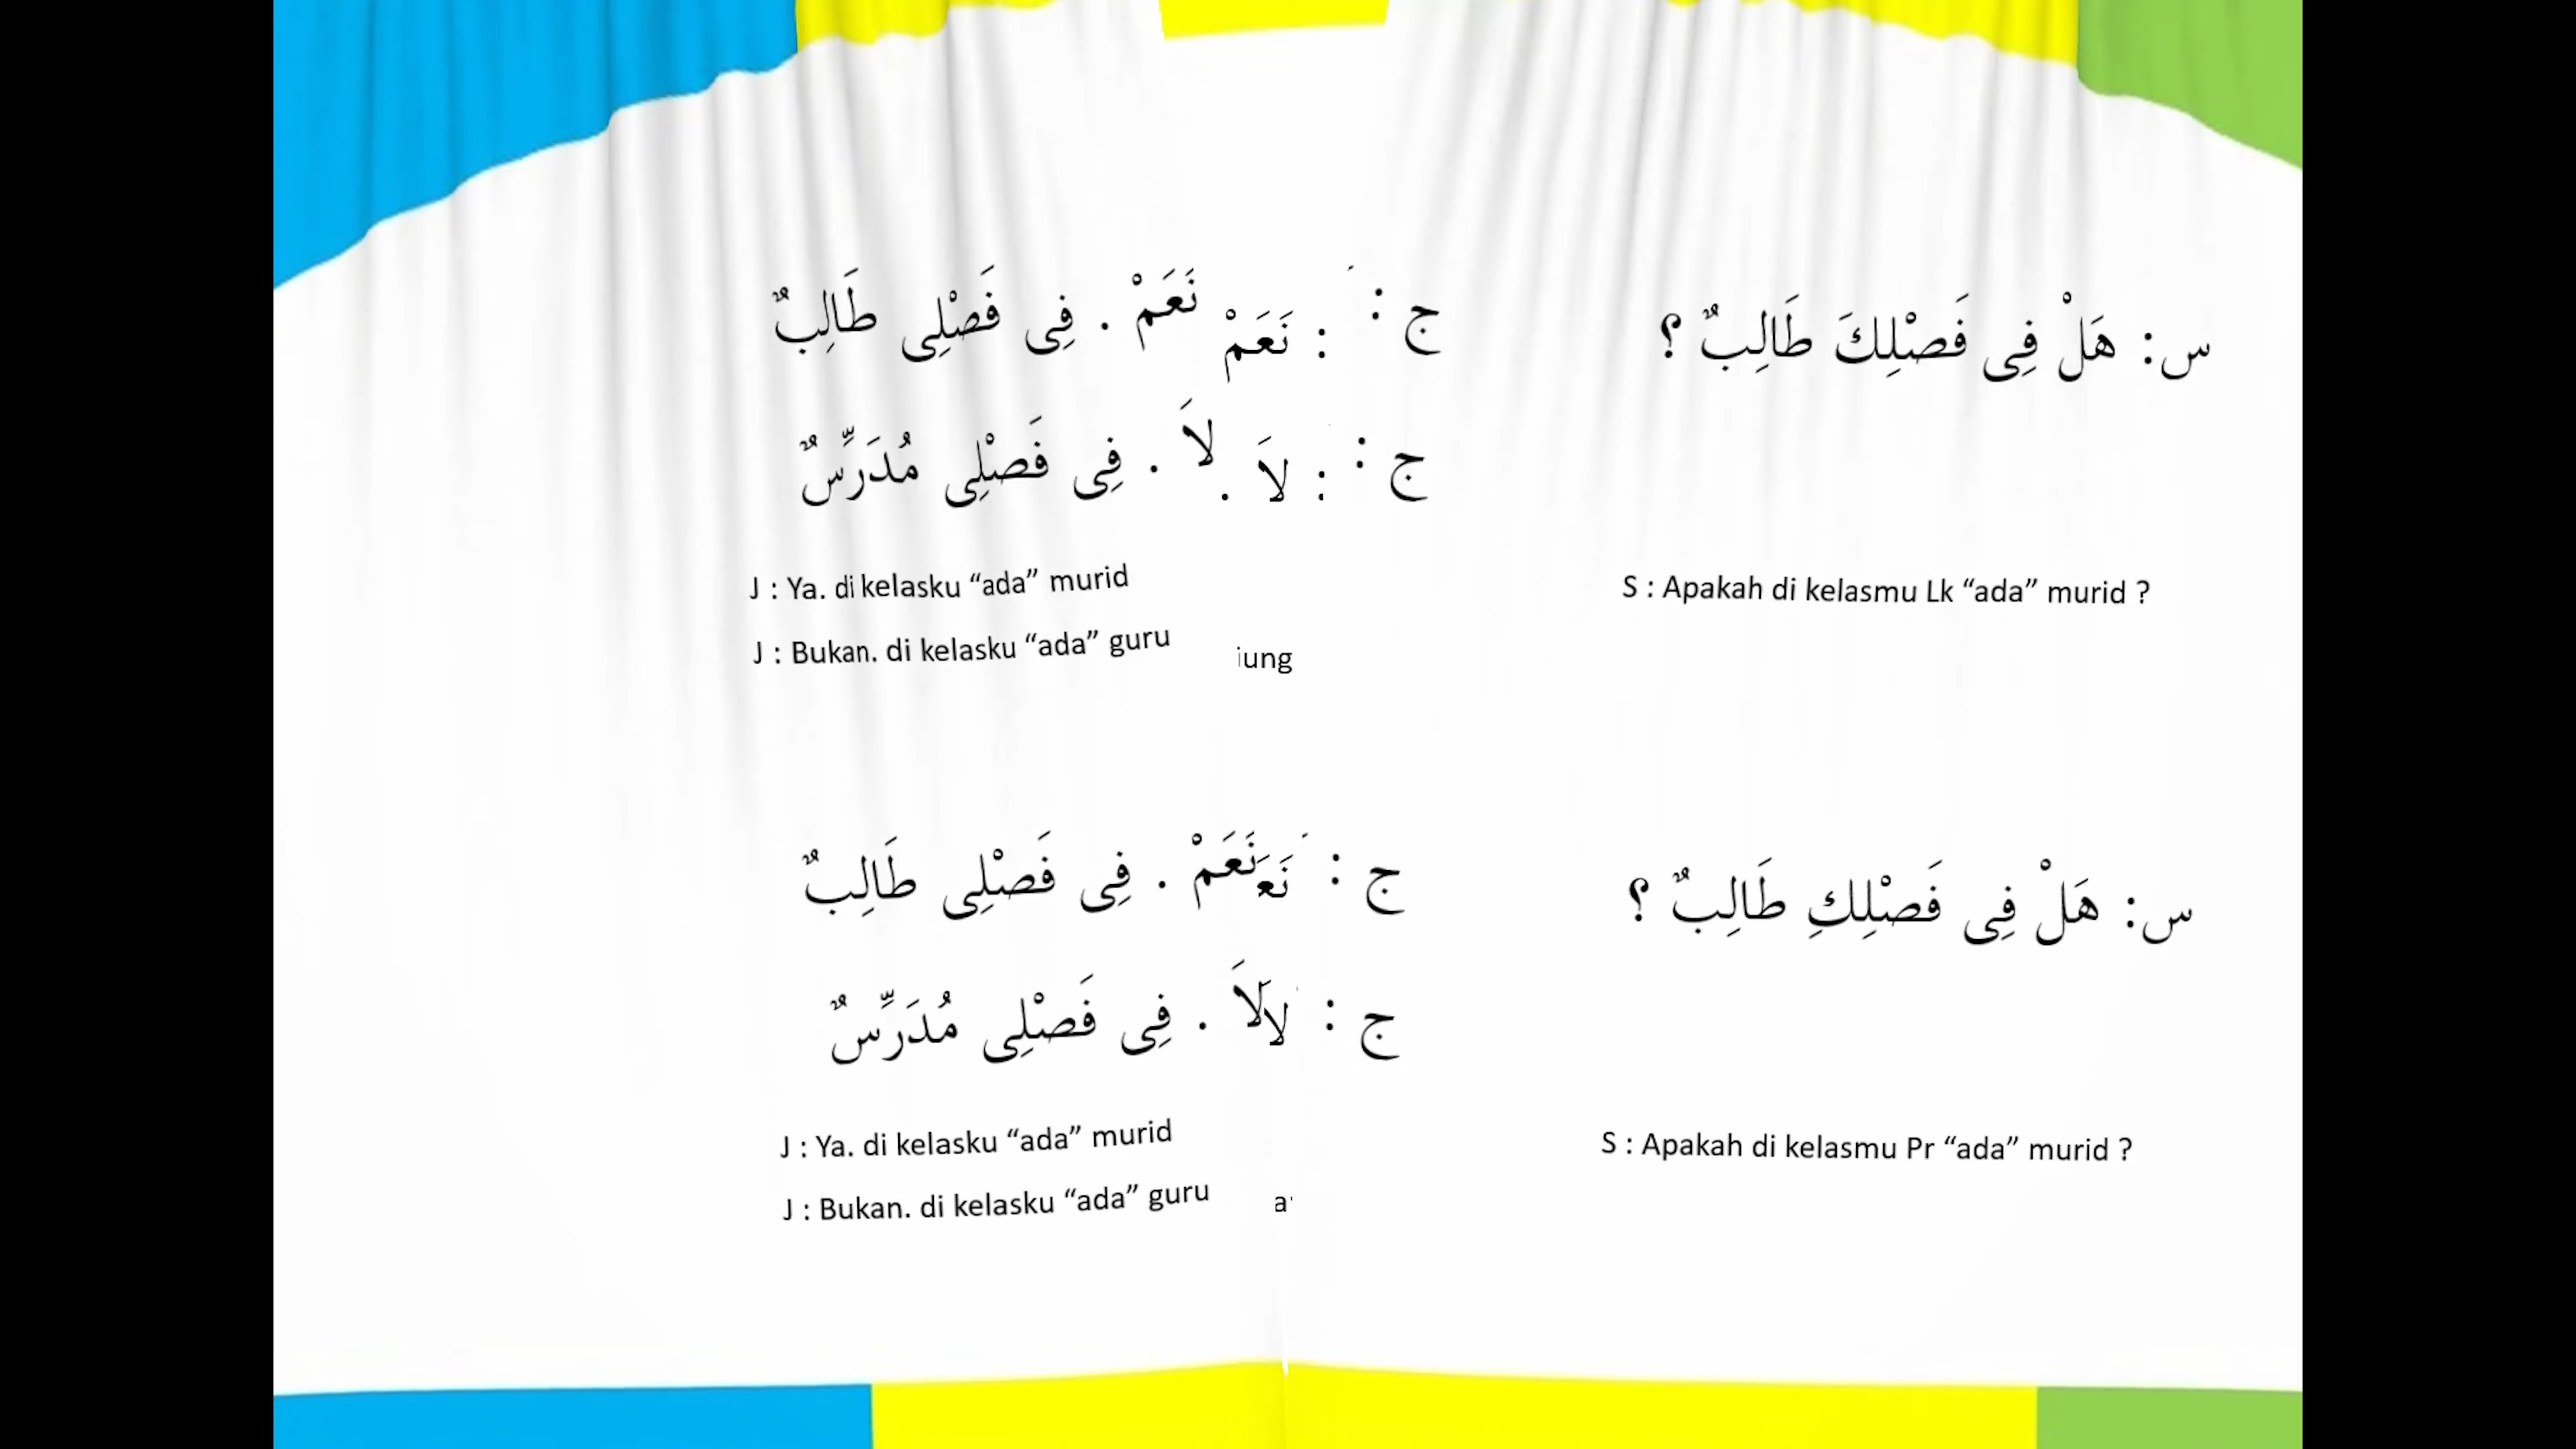 س: هَلْ فِى فَصْلِكَ طَالِبٌ ؟
ج : نَعَمْ . فِى فَصْلِى طَالِبٌ
ج : لاَ . فِى فَصْلِى مُدَرِّسٌ
S : Apakah di kelasmu Lk “ada” murid ?
J : Ya. di kelasku “ada” murid
J : Bukan. di kelasku “ada” guru
س: هَلْ فِى فَصْلِكِ طَالِبٌ ؟
ج : نَعَمْ . فِى فَصْلِى طَالِبٌ
ج : لاَ . فِى فَصْلِى مُدَرِّسٌ
S : Apakah di kelasmu Pr “ada” murid ?
J : Ya. di kelasku “ada” murid
J : Bukan. di kelasku “ada” guru